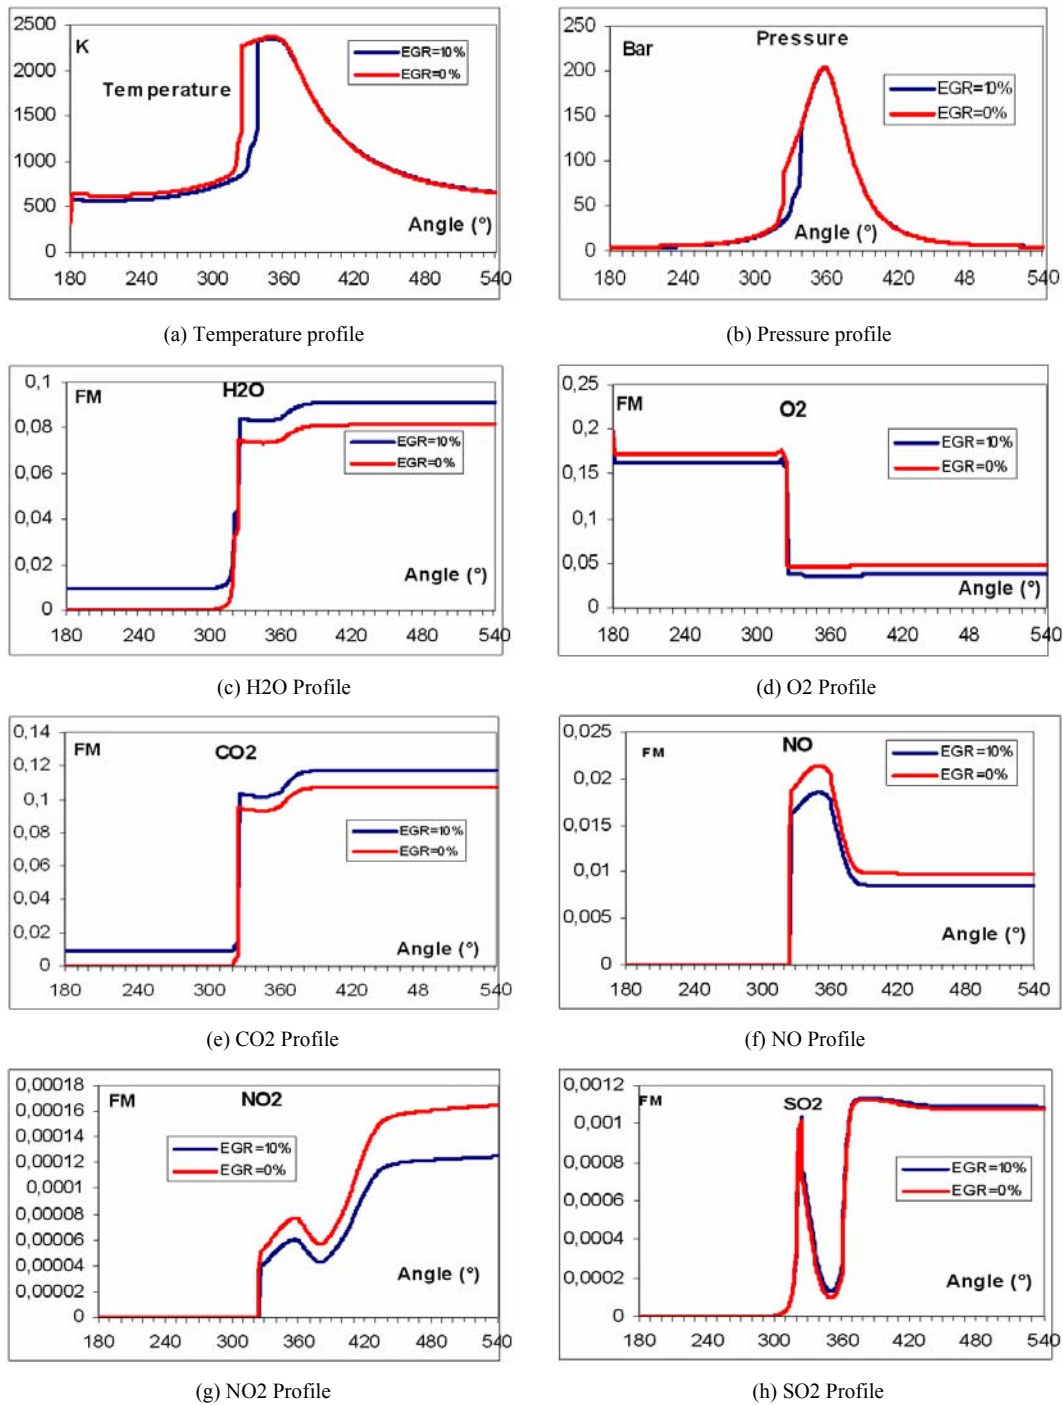 2500
K
2000
1500
1000
500
0
Temperature
EGR=10%
EGR=0%
Angle (°)
180 240 300 360 420 480 540
(a) Temperature profile
250
Bar
200
150
100
50
0
Pressure
EGR=10%
EGR=0%
Angle (°)
180 240 300 360 420 480 540
(b) Pressure profile
0,1
FM
0,08
0,06
0,04
0,02
0
H2O
EGR=10%
EGR=0%
Angle (°)
180 240 300 360 420 480 540
(c) H2O Profile
0,25
FM
0,2
0,15
0,1
0,05
0
O2
EGR=10%
EGR=0%
Angle (°)
180 240 300 360 420 48 540
(d) O2 Profile
0,14
FM
0,12
0,1
0,08
0,06
0,04
0,02
0
CO2
EGR=10%
EGR=0%
Angle (°)
180 240 300 360 420 480 540
(e) CO2 Profile
0,025
FM
0,02
0,015
0,01
0,005
0
NO
EGR=10%
EGR=0%
Angle (°)
180 240 300 360 420 480 540
(f) NO Profile
0,00018
FM
0,00016
0,00014
0,00012
0,0001
0,00008
0,00006
0,00004
0,00002
0
NO2
EGR=10%
EGR=0%
Angle (°)
180 240 300 360 420 480 540
(g) NO2 Profile
0,0012
FM
0,001
0,0008
0,0006
0,0004
0,0002
0
SO2
EGR=10%
EGR=0%
Angle (°)
180 240 300 360 420 480 540
(h) SO2 Profile